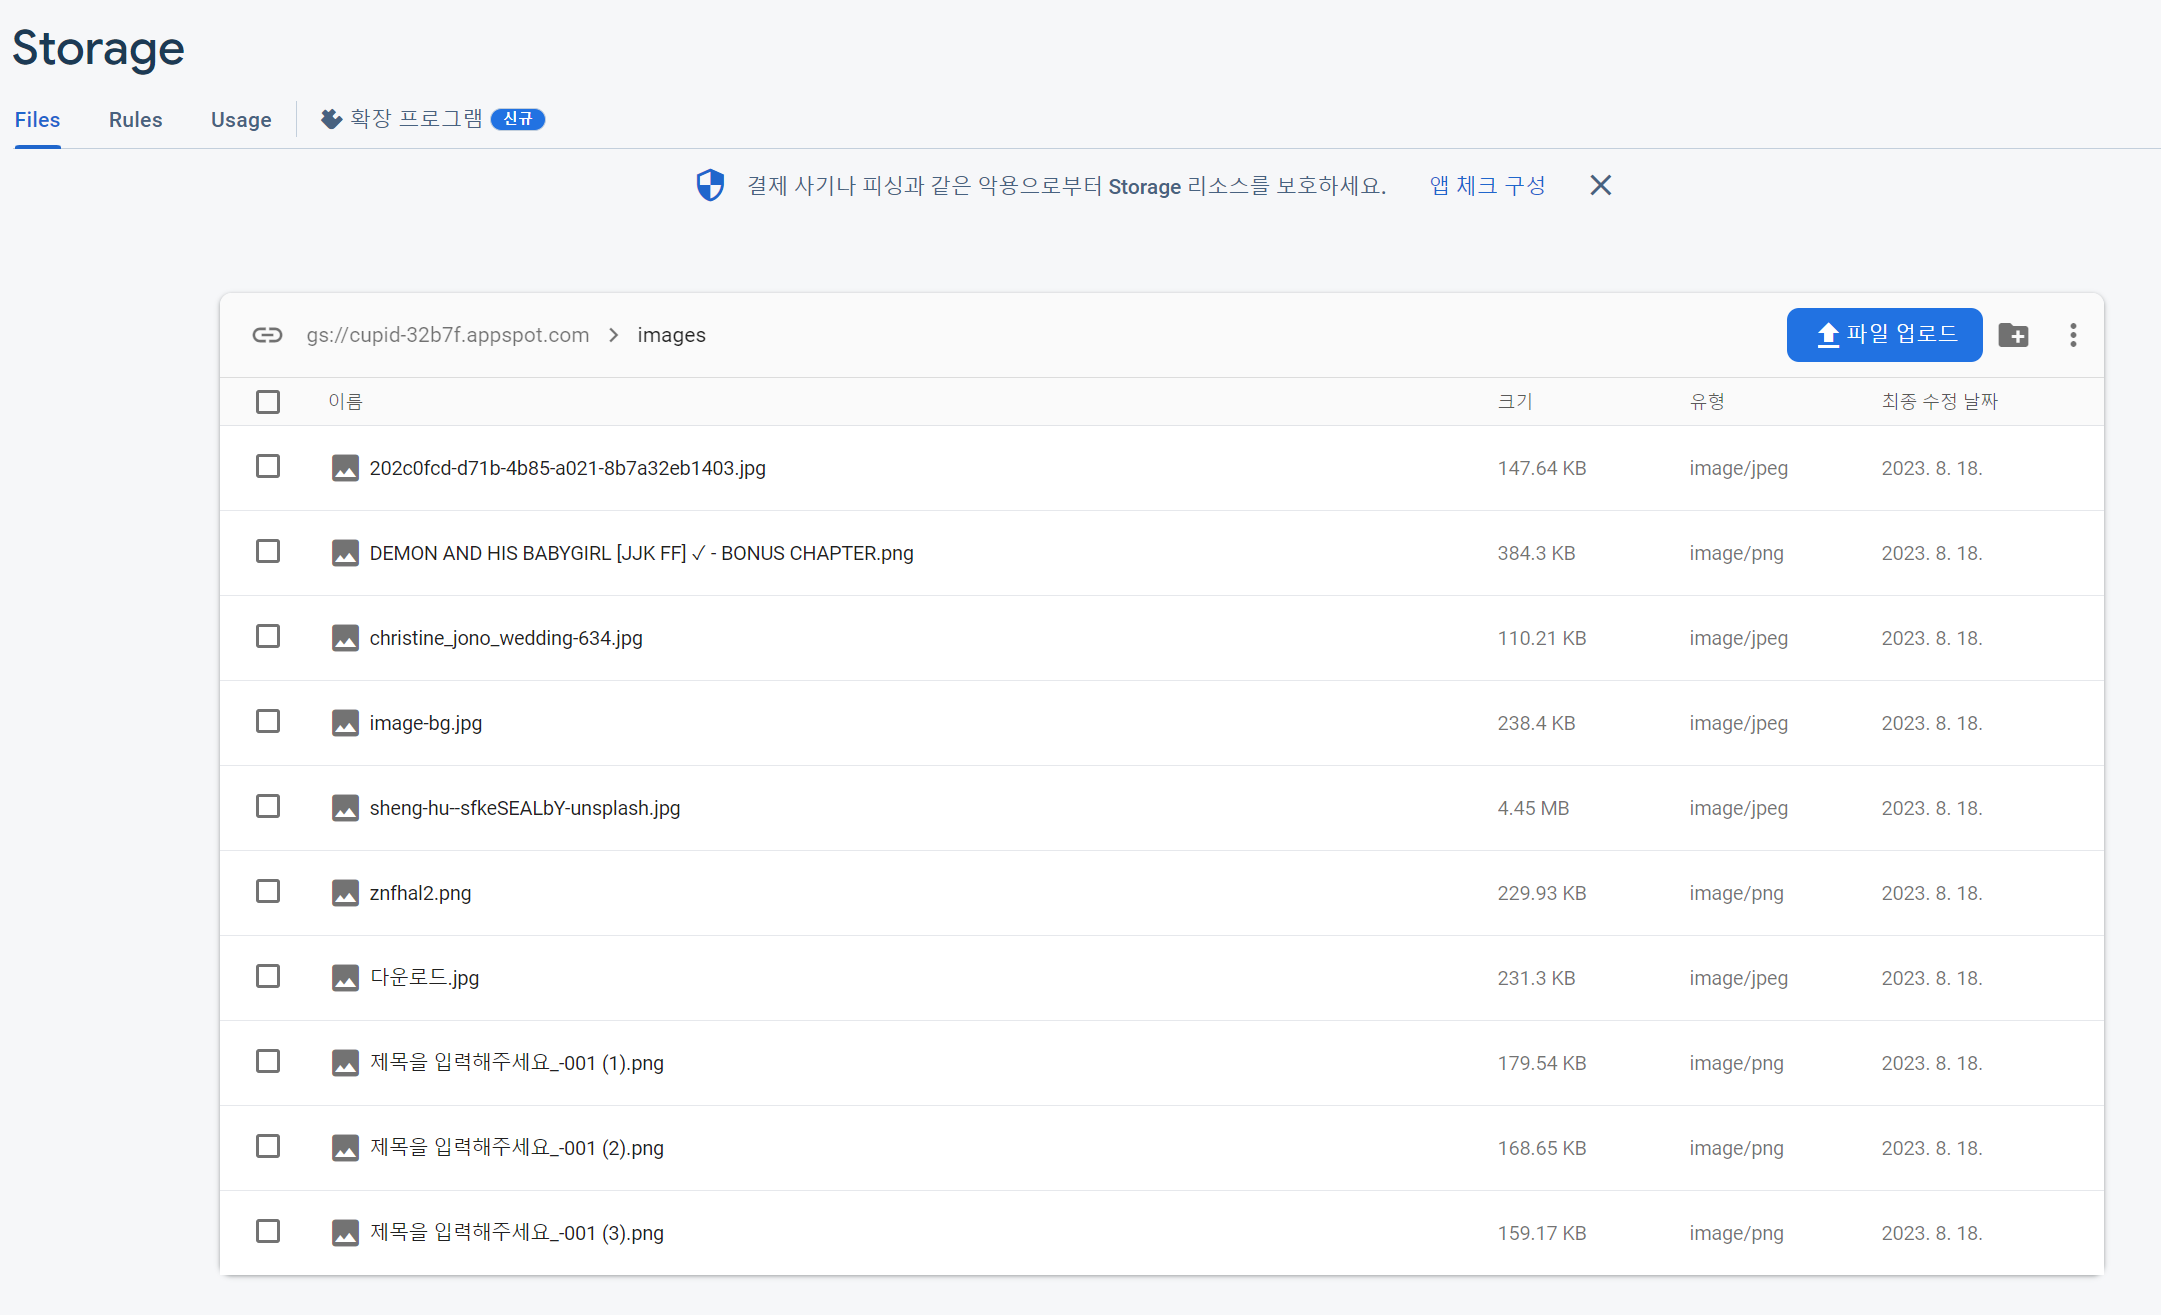 Storage
Files Rules Usage 확장 프로그램 신규
결제 사기나 피싱과 같은 악용으로부터 Storage 리소스를 보호하세요. 앱 체크 구성
gs://cupid-32b7f.appspot.com > images 파일 업로드
이름 크기 유형 최종 수정 날짜
202c0fcd-d71b-4b85-a021-8b7a32eb1403.jpg 147.64 KB image/jpeg 2023. 8. 18.
DEMON AND HIS BABYGIRL [JJK FF] ✓ - BONUS CHAPTER.png 384.3 KB image/png 2023. 8. 18.
christine_jono_wedding-634.jpg 110.21 KB image/jpeg 2023. 8. 18.
image-bg.jpg 238.4 KB image/jpeg 2023. 8. 18.
sheng-hu--sfkeSEALbY-unsplash.jpg 4.45 MB image/jpeg 2023. 8. 18.
znfhal2.png 229.93 KB image/png 2023. 8. 18.
다운로드.jpg 231.3 KB image/jpeg 2023. 8. 18.
제목을 입력해주세요_-001 (1).png 179.54 KB image/png 2023. 8. 18.
제목을 입력해주세요_-001 (2).png 168.65 KB image/png 2023. 8. 18.
제목을 입력해주세요_-001 (3).png 159.17 KB image/png 2023. 8. 18.